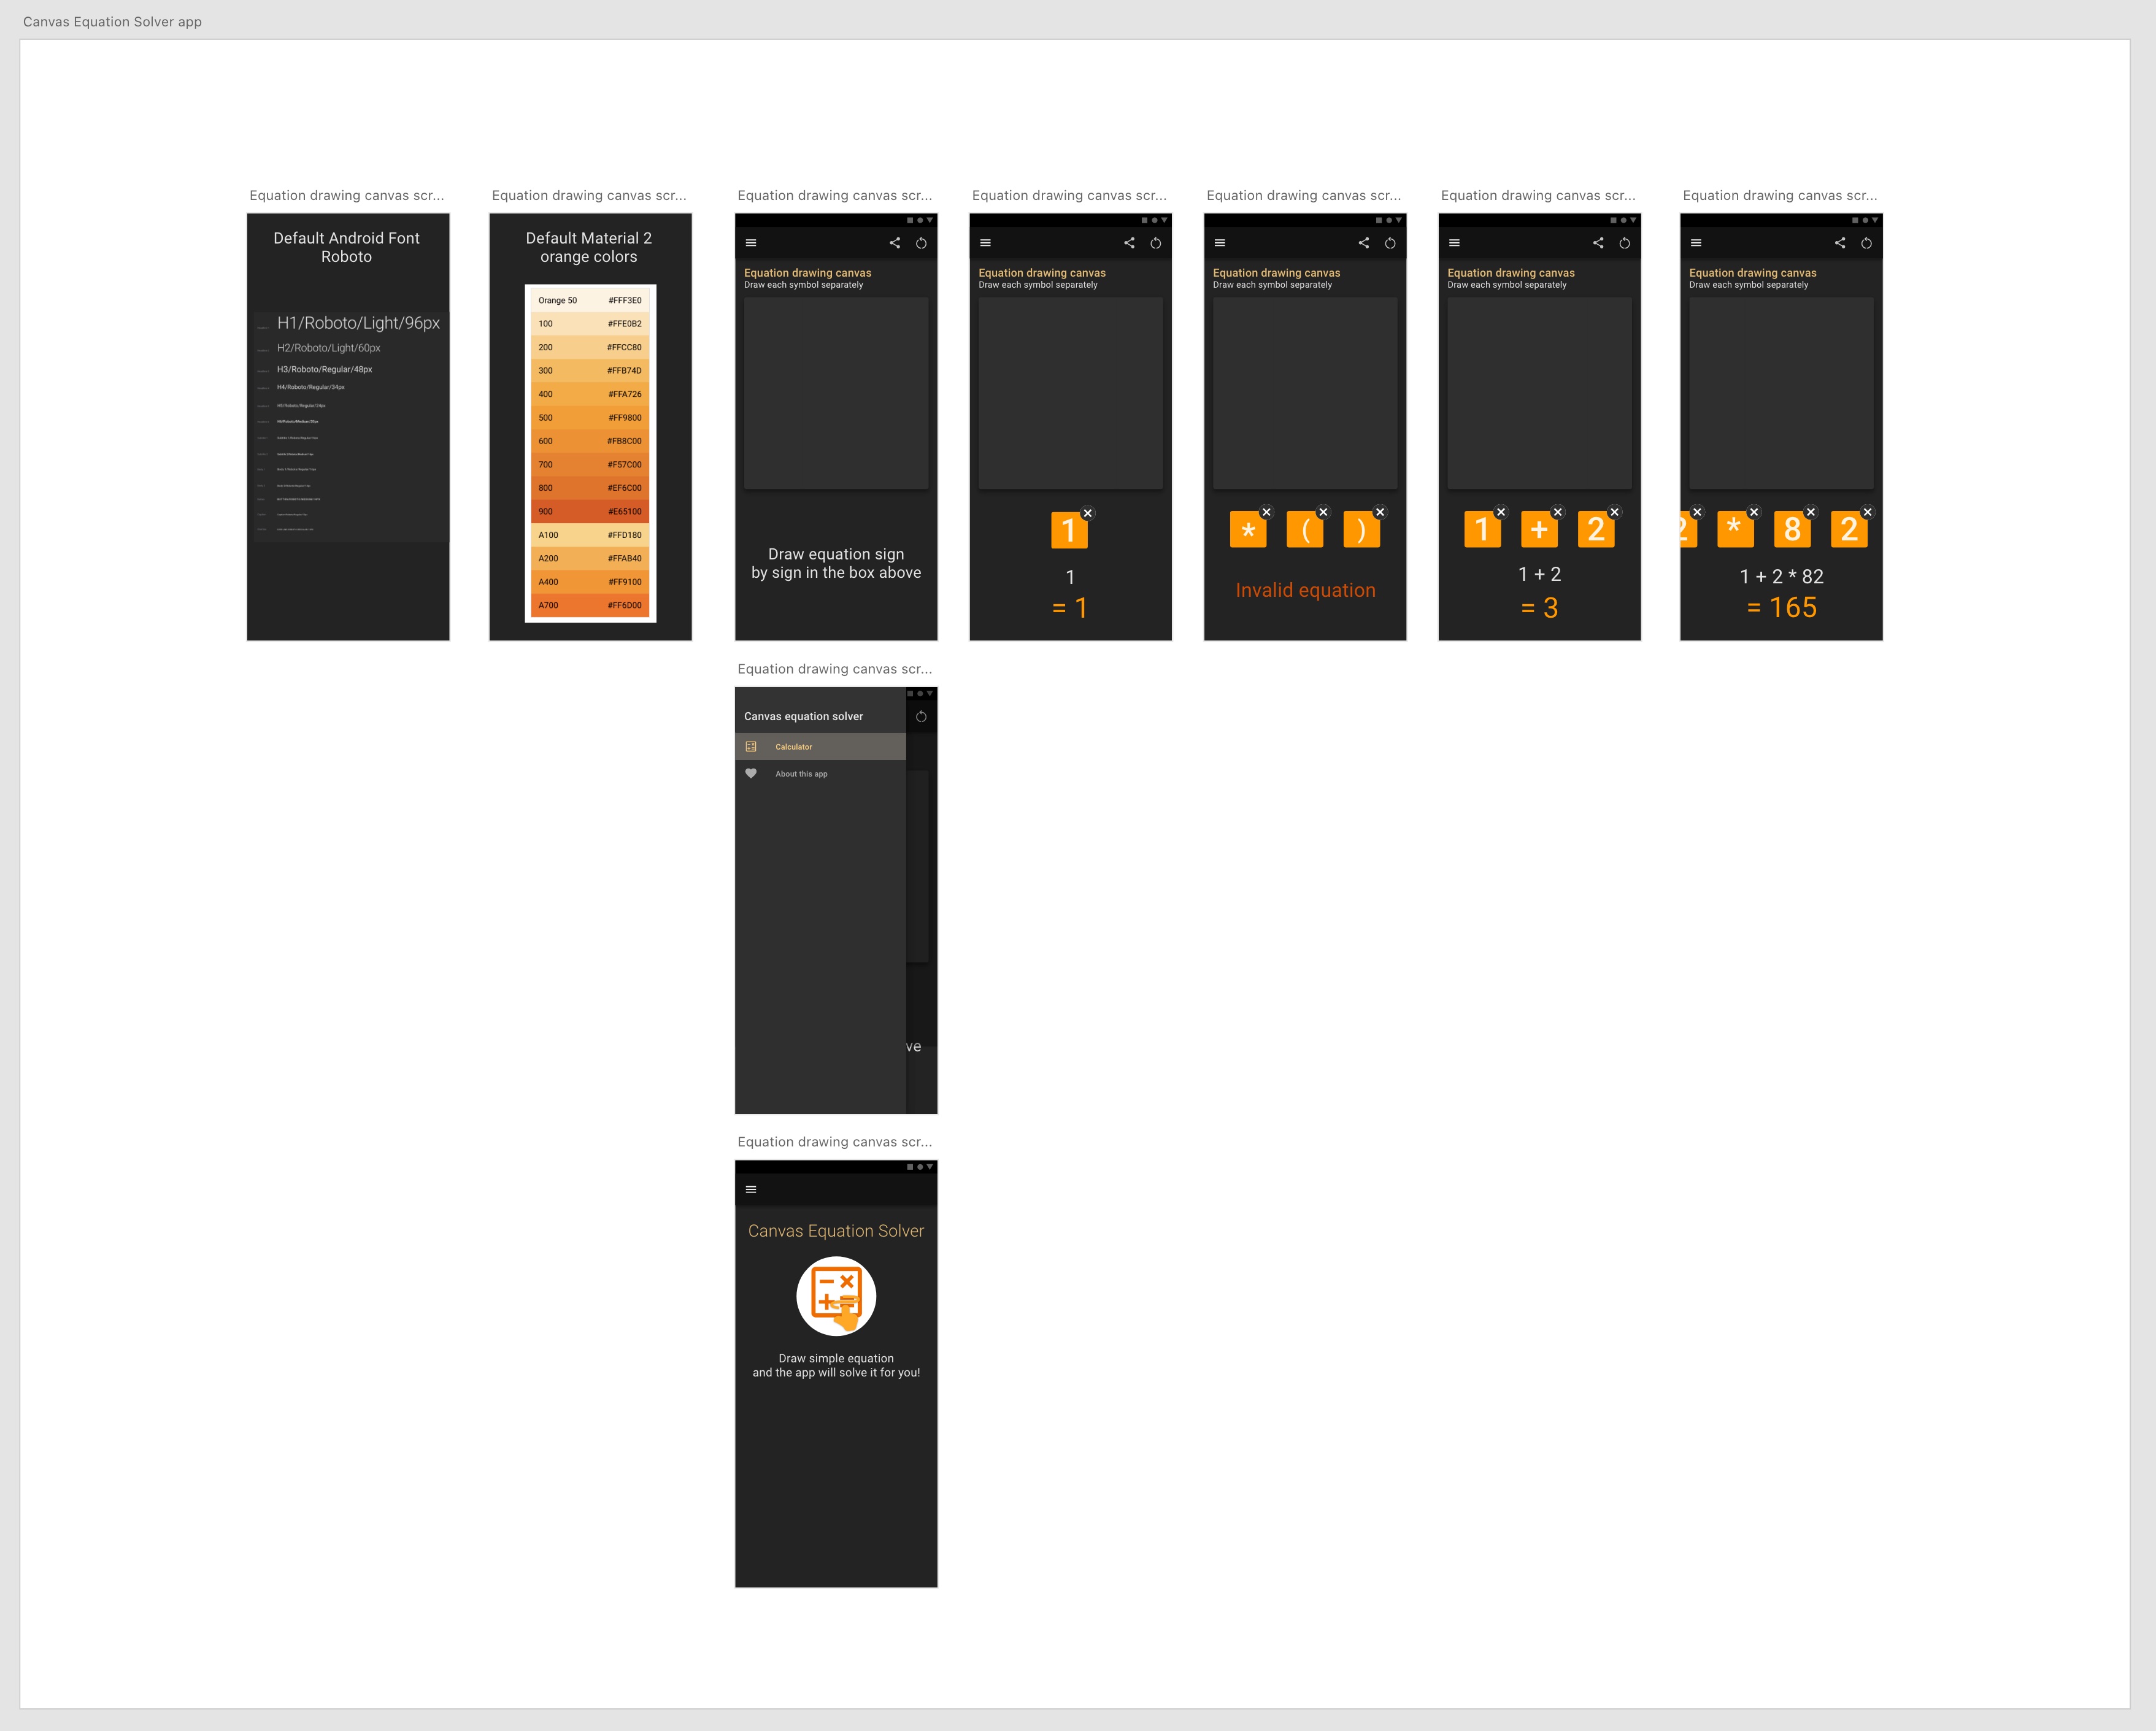 Canvas Equation Solver app
Equation drawing canvas scr...
Default Android Font
Roboto
H1/Roboto/Light/96px
H2/Roboto/Light/60px
H3/Roboto/Regular/48px
H4/Roboto/Regular/34px
H5/Roboto/Regular/24px
H6/Roboto/Medium/20px
Equation drawing canvas scr...
Default Material 2
orange colors
Orange 50 #FFF3E0
100 #FFE0B2
200 #FFCC80
300 #FFB74D
400 #FFA726
500 #FF9800
600 #FB8C00
700 #F57C00
800 #EF6C00
900 #E65100
A100 #FFD180
A200 #FFAB40
A400 #FF9100
A700 #FF6D00
Equation drawing canvas scr...
Equation drawing canvas
Draw each symbol separately
Draw equation sign
by sign in the box above
Equation drawing canvas scr...
Equation drawing canvas
Draw each symbol separately
1
1
= 1
Equation drawing canvas scr...
Equation drawing canvas
Draw each symbol separately
* ( )
Invalid equation
Equation drawing canvas scr...
Equation drawing canvas
Draw each symbol separately
1 + 2
1 + 2
= 3
Equation drawing canvas scr...
Equation drawing canvas
Draw each symbol separately
2 * 8 2
1 + 2 * 82
= 165
Equation drawing canvas scr...
Canvas equation solver
Calculator
About this app
ve
Equation drawing canvas scr...
Canvas Equation Solver
Draw simple equation
and the app will solve it for you!